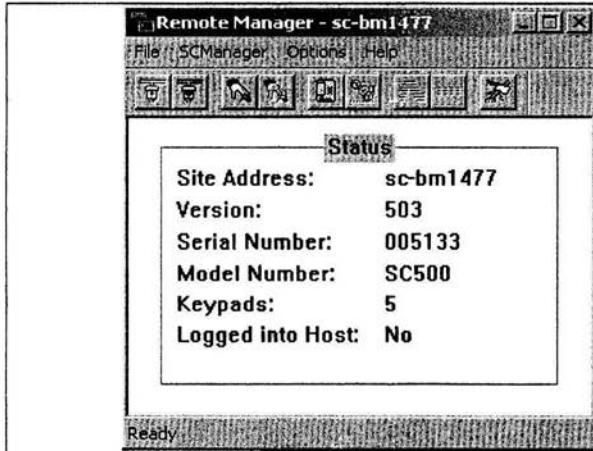 Remote Manager - sc-bm1477
File SCManager Options Help
Status
Site Address: sc-bm1477
Version: 503
Serial Number: 005133
Model Number: SC500
Keypads: 5
Logged into Host: No
Ready